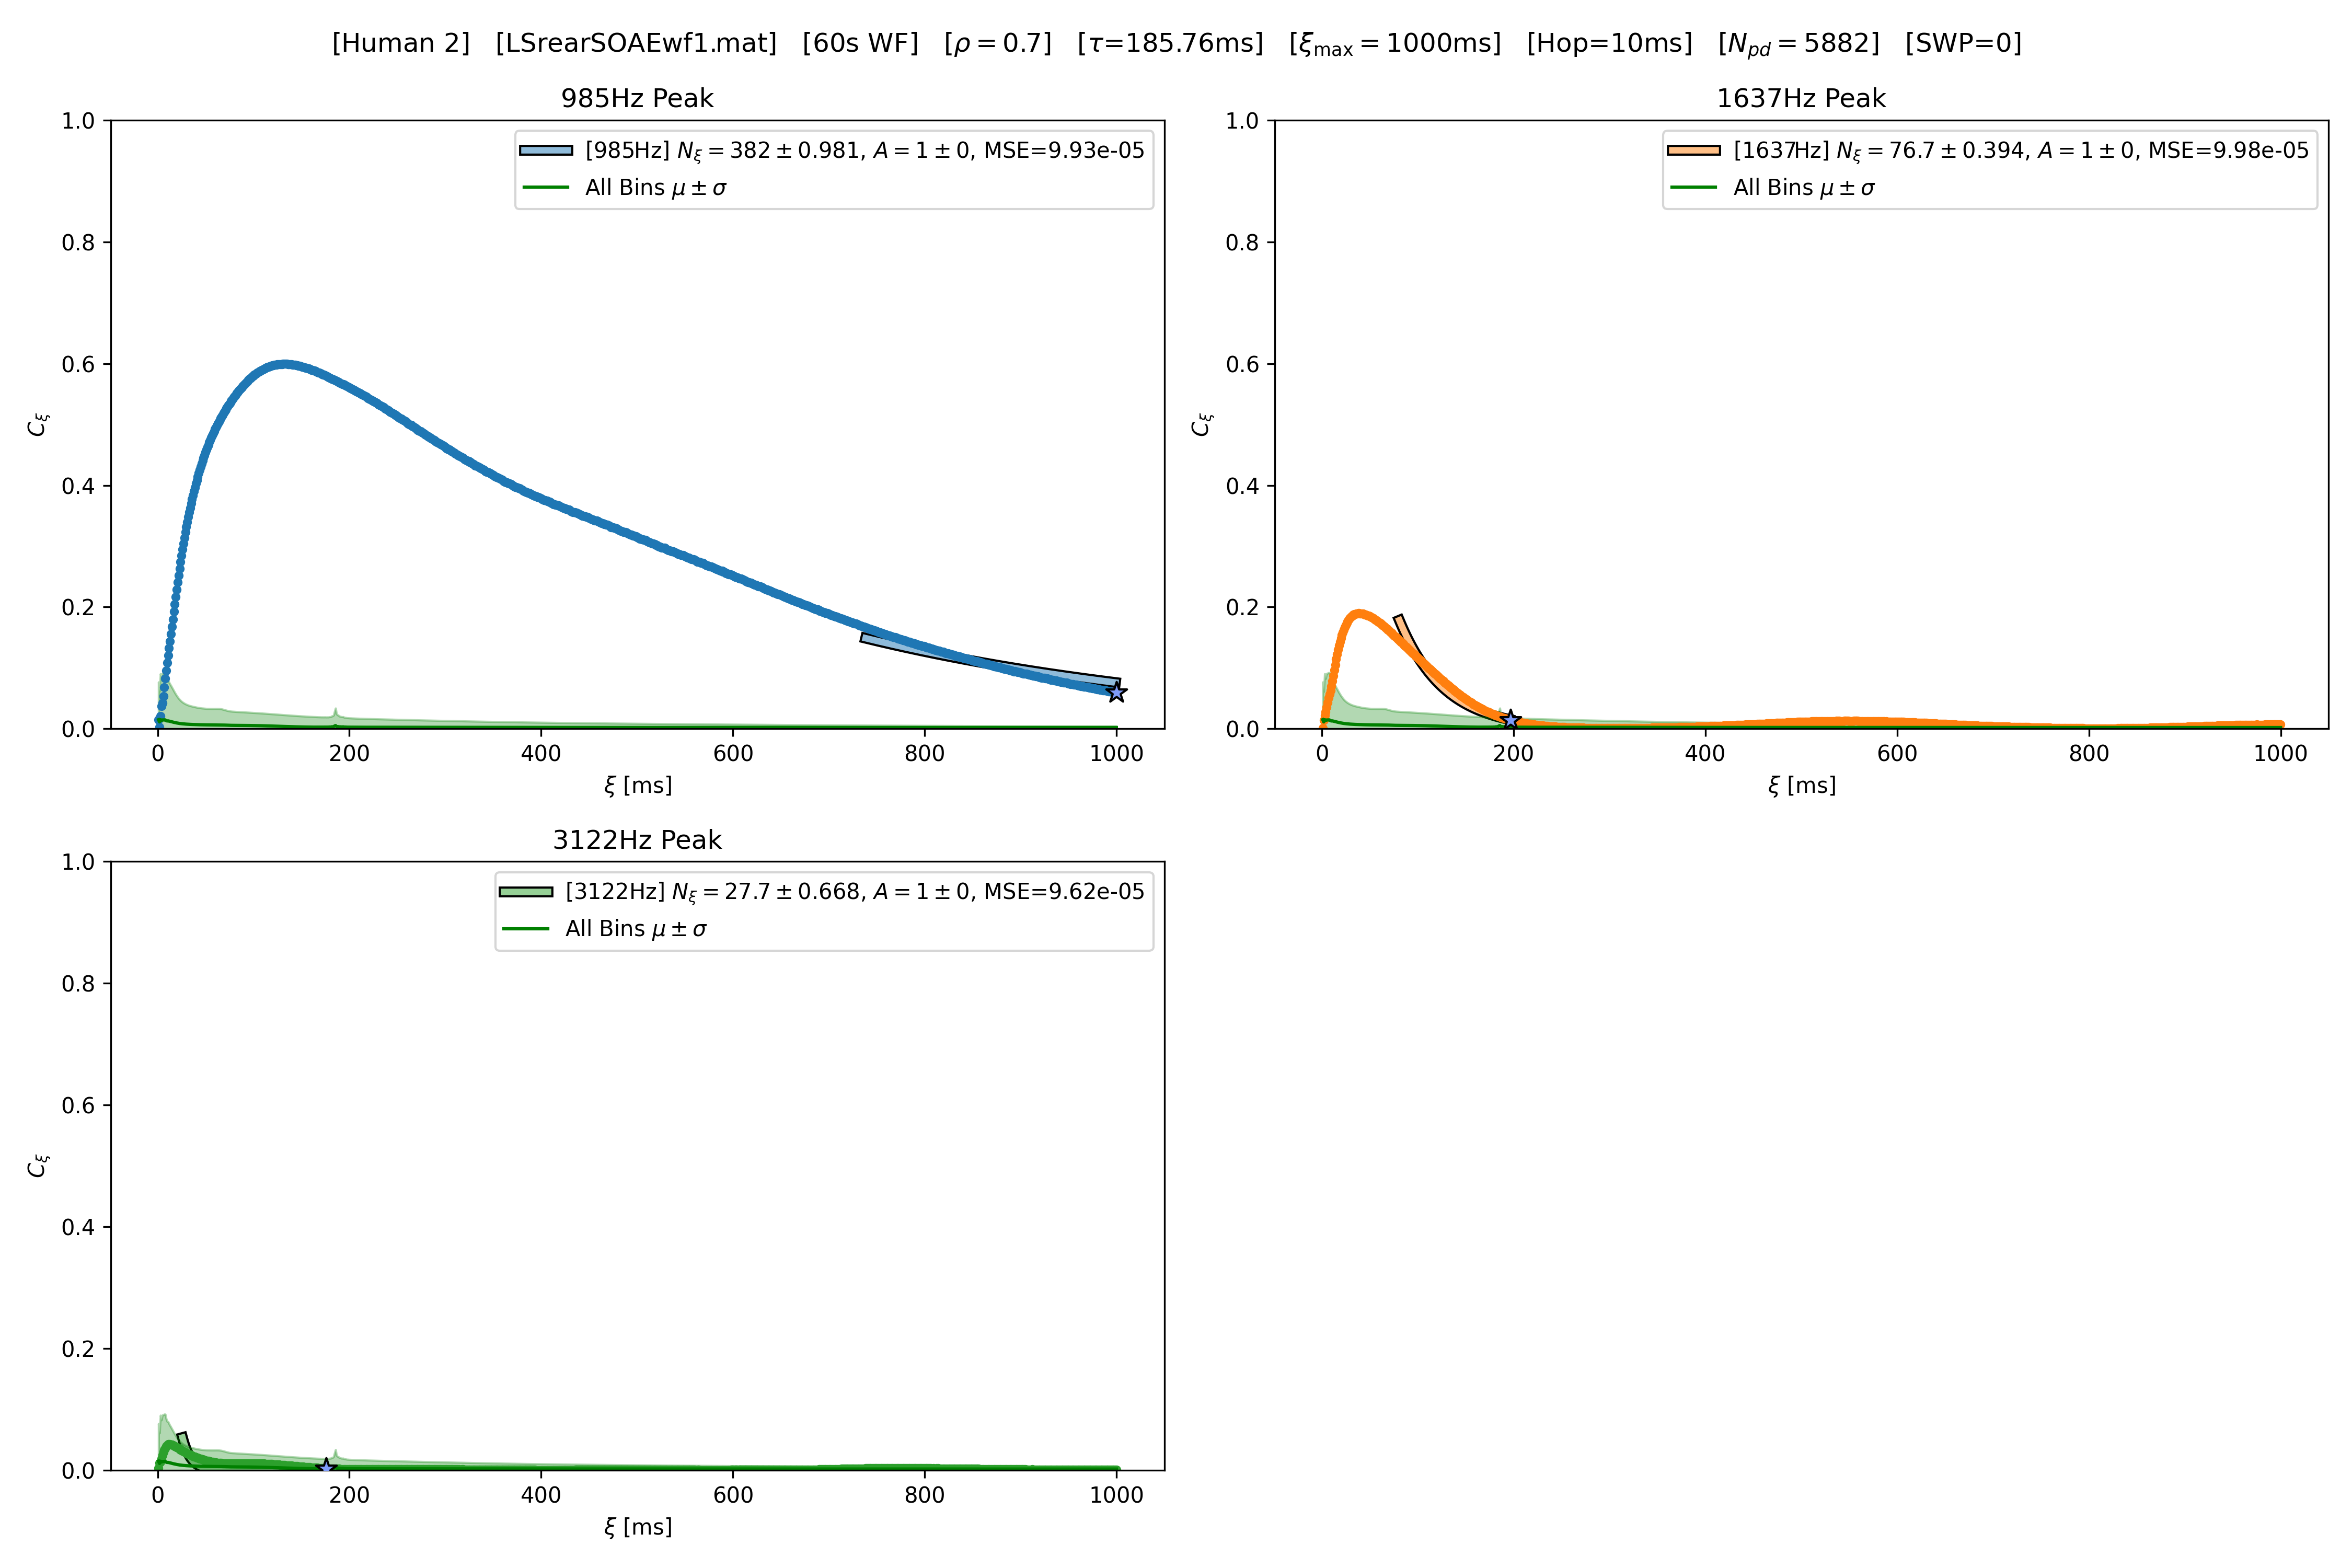 [Human 2] [LSrearSOAEwf1.mat] [60s WF] [ρ = 0.7] [τ=185.76ms] [ξmax = 1000ms] [Hop=10ms] [Npd = 5882] [SWP=0]
985Hz Peak
1.0
0.8
0.6
0.4
0.2
0.0
Cξ
[985Hz] Nξ = 382 ± 0.981, A = 1 ± 0, MSE=9.93e-05
All Bins μ ± σ
0 200 400 600 800 1000
ξ [ms]
1637Hz Peak
1.0
0.8
0.6
0.4
0.2
0.0
Cξ
[1637Hz] Nξ = 76.7 ± 0.394, A = 1 ± 0, MSE=9.98e-05
All Bins μ ± σ
0 200 400 600 800 1000
ξ [ms]
3122Hz Peak
1.0
0.8
0.6
0.4
0.2
0.0
Cξ
[3122Hz] Nξ = 27.7 ± 0.668, A = 1 ± 0, MSE=9.62e-05
All Bins μ ± σ
0 200 400 600 800 1000
ξ [ms]